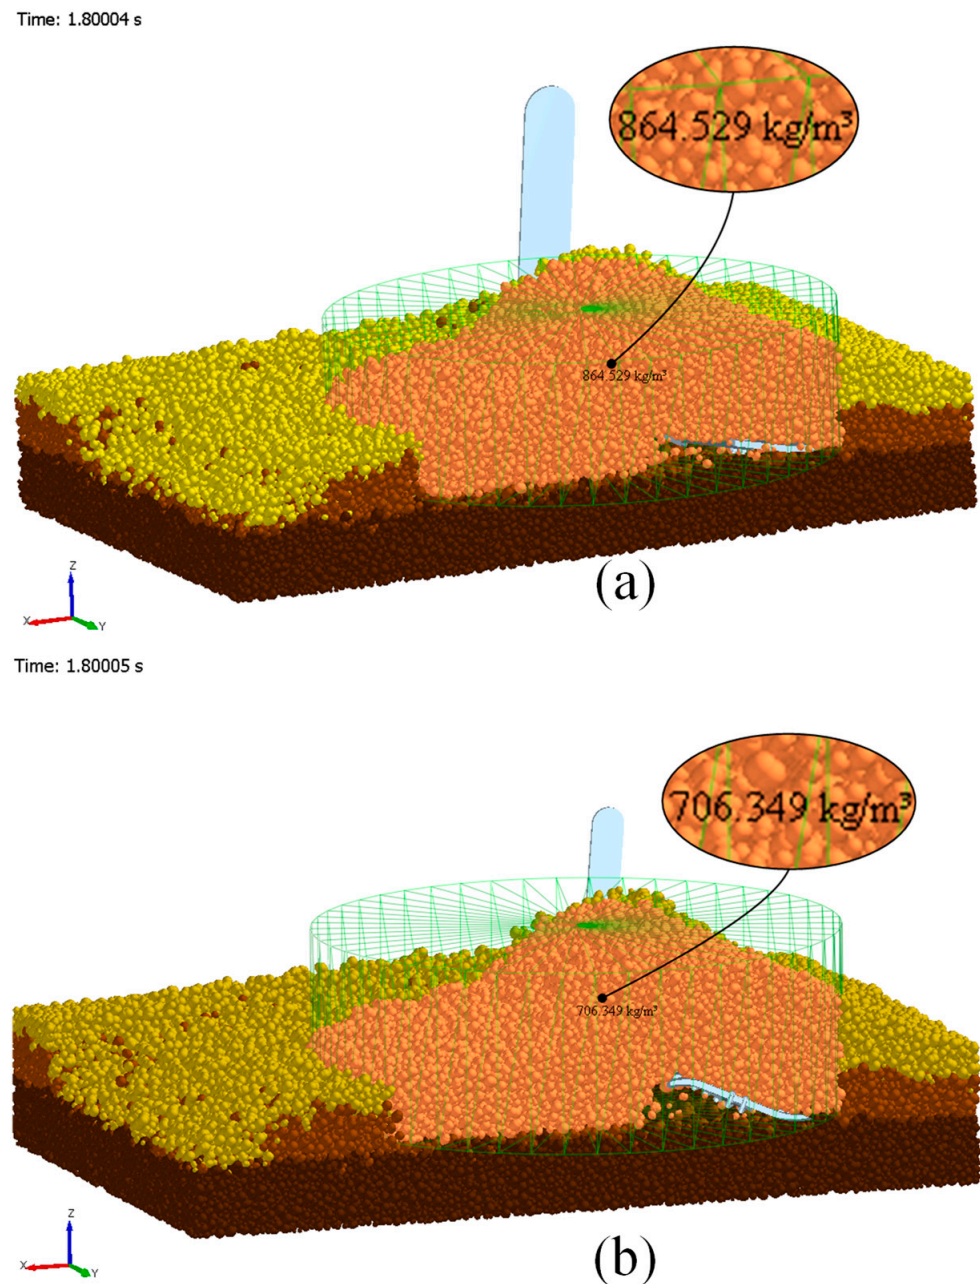 Time: 1.80004 s
864.529 kg/m³
864.529 kg/m³
Z
X
Y
(a)
Time: 1.80005 s
706.349 kg/m³
706.349 kg/m³
Z
X
Y
(b)